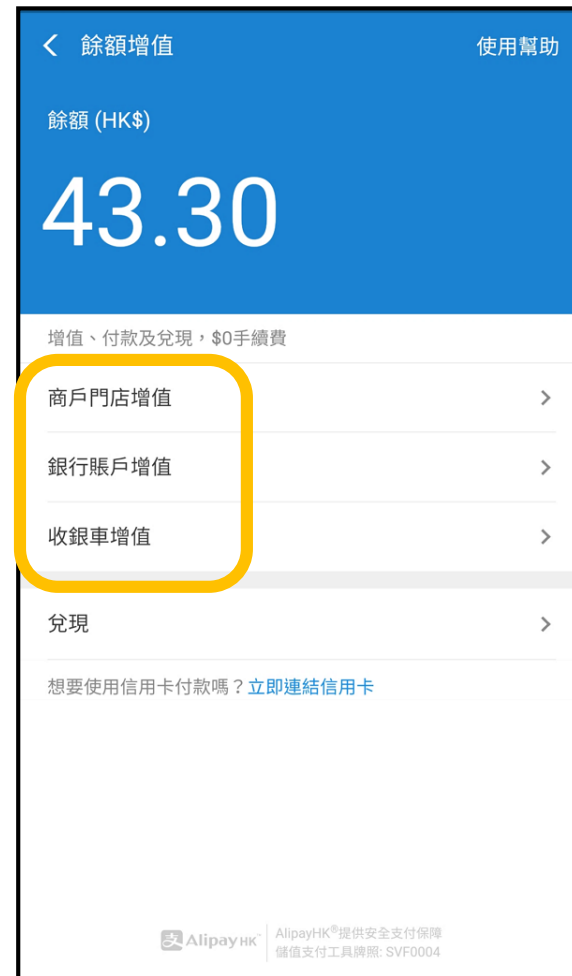 餘額增值
使用幫助
餘額 (HK$)
43.30
增值、付款及兌現，$0手續費
商戶門店增值
銀行賬戶增值
收銀車增值
兌現
想要使用信用卡付款嗎？立即連結信用卡
支 AlipayHK™
AlipayHK®提供安全支付保障
儲值支付工具牌照: SVF0004